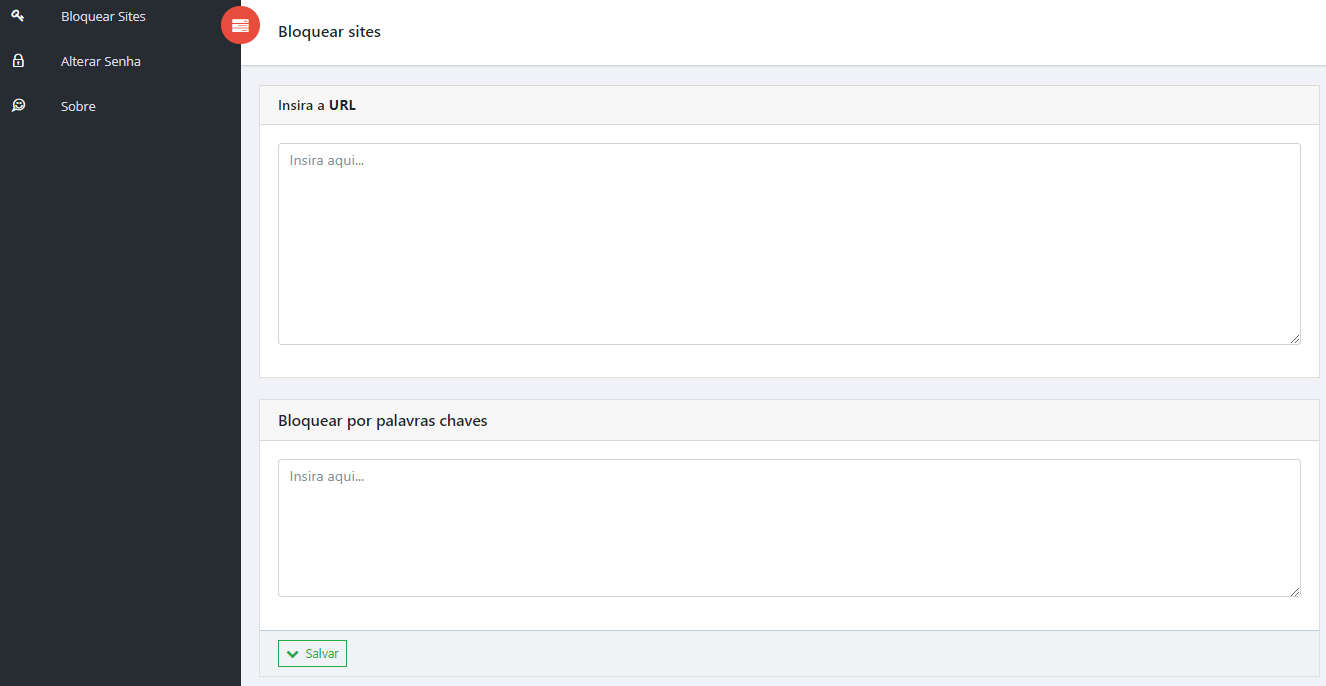 Bloquear Sites
Alterar Senha
Sobre
Bloquear sites
Insira a URL
Insira aqui...
Bloquear por palavras chaves
Insira aqui...
Salvar